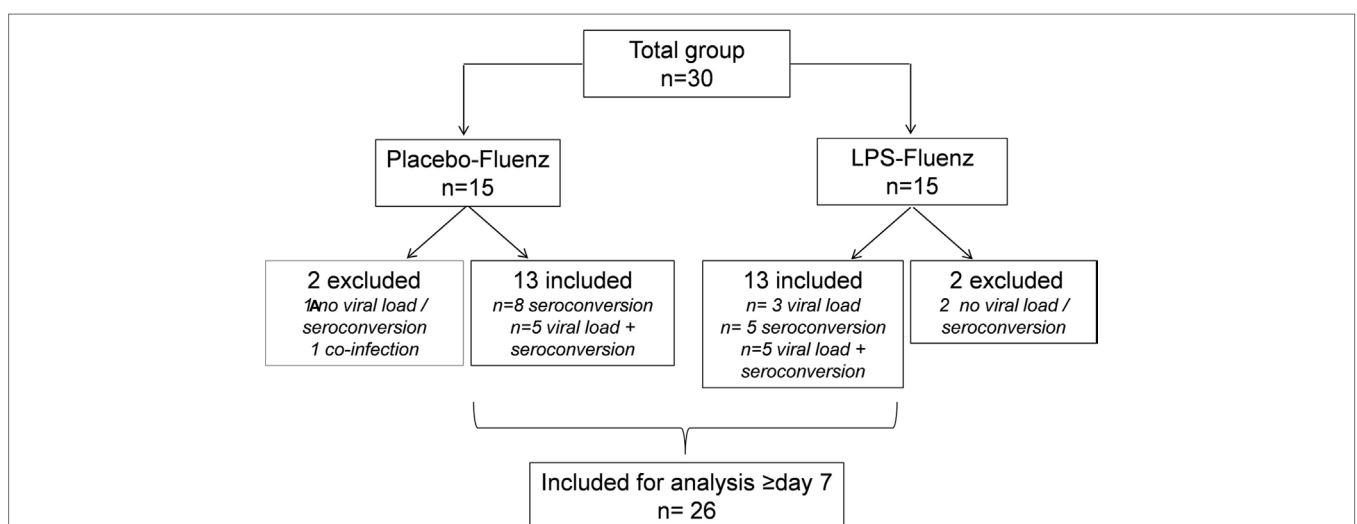 Total group
n=30
Placebo-Fluenz
n=15
LPS-Fluenz
n=15
2 excluded
1 no viral load /
seroconversion
1 co-infection
13 included
n=8 seroconversion
n=5 viral load +
seroconversion
13 included
n= 3 viral load
n= 5 seroconversion
n=5 viral load +
seroconversion
2 excluded
2 no viral load /
seroconversion
Included for analysis ≥day 7
n= 26